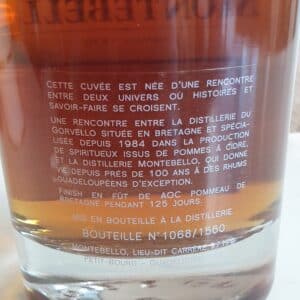 MONTEBELL
CETTE CUVÉE EST NÉE D'UNE RENCONTRE
ENTRE DEUX UNIVERS OÙ HISTOIRES ET
SAVOIR-FAIRE SE CROISENT.
UNE RENCONTRE ENTRE LA DISTILLERIE DU
GORVELLO SITUÉE EN BRETAGNE ET SPÉCIA-
LISÉE DEPUIS 1984 DANS LA PRODUCTION
DE SPIRITUEUX ISSUS DE POMMES À CIDRE,
ET LA DISTILLERIE MONTEBELLO, QUI DONNE
VIE DEPUIS PRÈS DE 100 ANS À DES RHUMS
GUADELOUPÉENS D'EXCEPTION.
FINISH EN FÛT DE AOC POMMEAU DE
BRETAGNE PENDANT 125 JOURS.
MIS EN BOUTEILLE À LA DISTILLERIE
BOUTEILLE N°1068/1560
MONTEBELLO, LIEU-DIT CARRÈRE,
PETIT-BOURG -